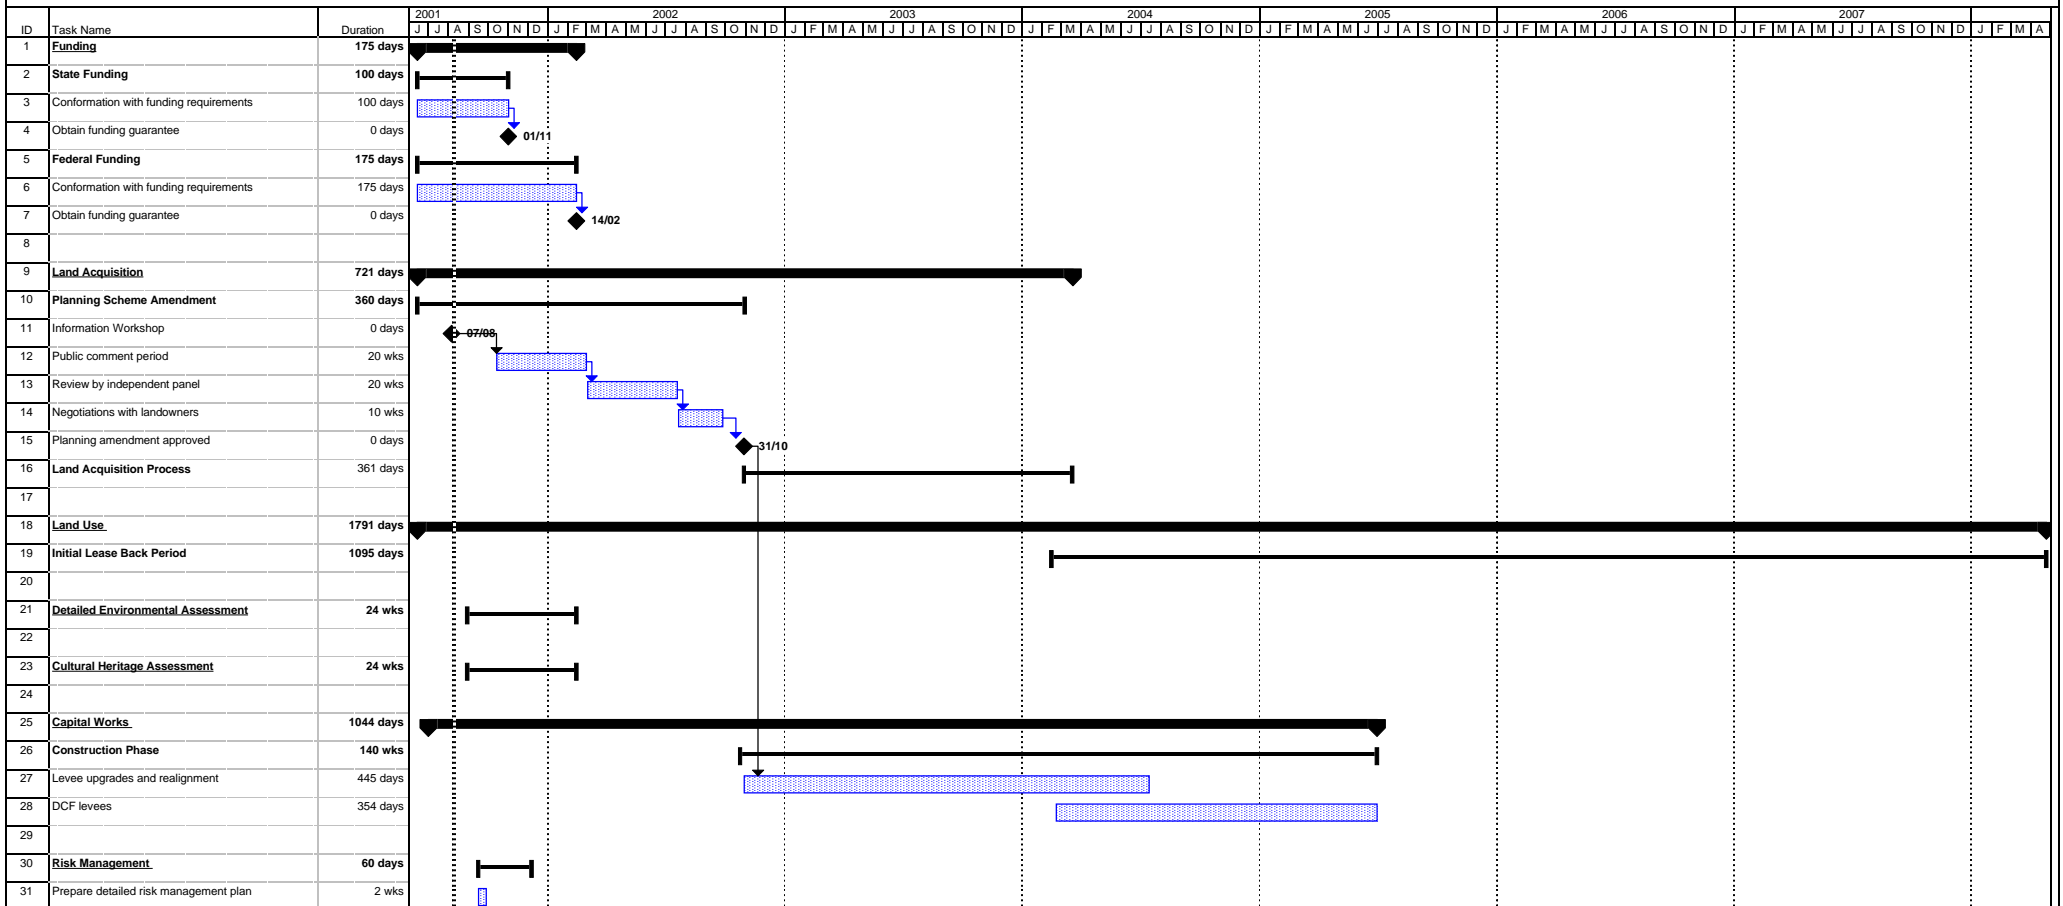 2001 2002 2003 2004 2005 2006 2007
ID Task Name Duration J J A S O N D J F M A M J J A S O N D J F M A M J J A S O N D J F M A M J J A S O N D J F M A M J J A S O N D J F M A M J J A S O N D J F M A M J J A S O N D J F M A
1 Funding 175 days
2 State Funding 100 days
3 Conformation with funding requirements 100 days
4 Obtain funding guarantee 0 days 01/11
5 Federal Funding 175 days
6 Conformation with funding requirements 175 days
7 Obtain funding guarantee 0 days 14/02
8
9 Land Acquisition 721 days
10 Planning Scheme Amendment 360 days
11 Information Workshop 0 days 07/08
12 Public comment period 20 wks
13 Review by independent panel 20 wks
14 Negotiations with landowners 10 wks
15 Planning amendment approved 0 days 31/10
16 Land Acquisition Process 361 days
17
18 Land Use 1791 days
19 Initial Lease Back Period 1095 days
20
21 Detailed Environmental Assessment 24 wks
22
23 Cultural Heritage Assessment 24 wks
24
25 Capital Works 1044 days
26 Construction Phase 140 wks
27 Levee upgrades and realignment 445 days
28 DCF levees 354 days
29
30 Risk Management 60 days
31 Prepare detailed risk management plan 2 wks